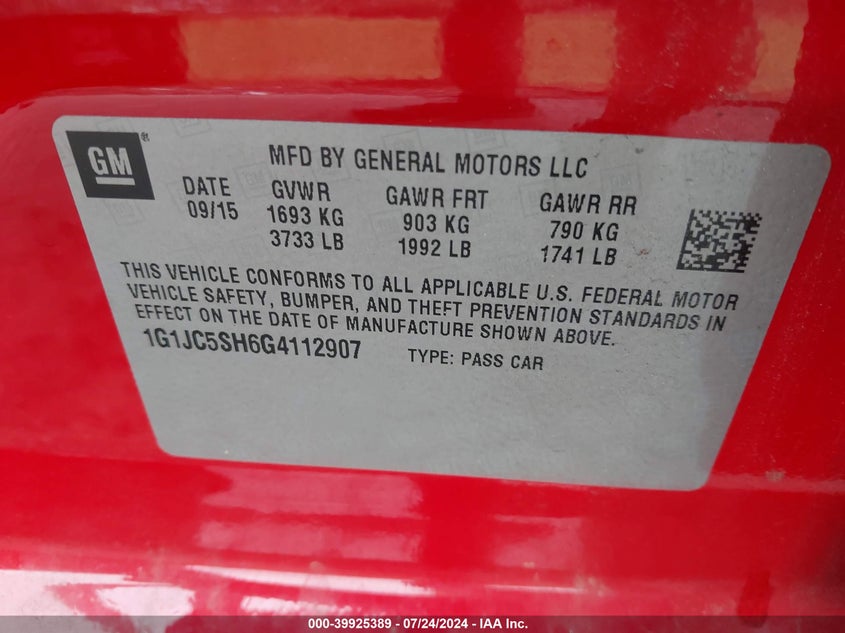 GM ®
MFD BY GENERAL MOTORS LLC
DATE GVWR GAWR FRT GAWR RR
09/15 1693 KG 903 KG 790 KG
3733 LB 1992 LB 1741 LB
THIS VEHICLE CONFORMS TO ALL APPLICABLE U.S. FEDERAL MOTOR
VEHICLE SAFETY, BUMPER, AND THEFT PREVENTION STANDARDS IN
EFFECT ON THE DATE OF MANUFACTURE SHOWN ABOVE.
1G1JC5SH6G4112907 TYPE: PASS CAR
000-39925389 / 07/24/2024 - IAA Inc.